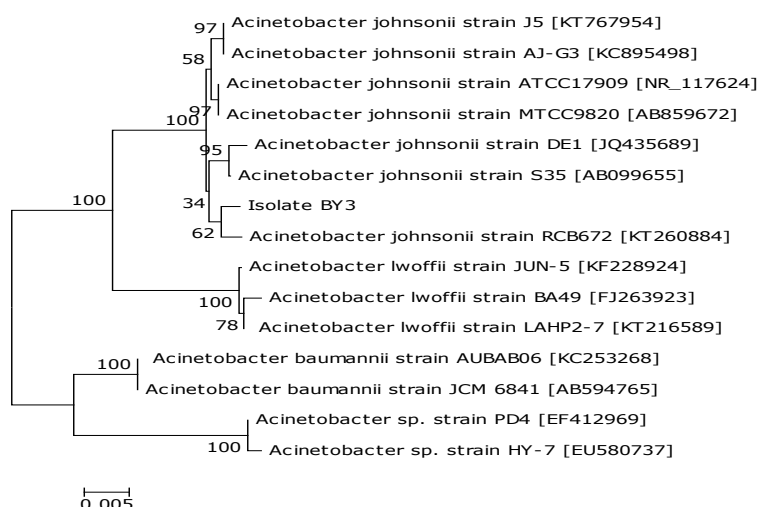 97
Acinetobacter johnsonii strain J5 [KT767954]
Acinetobacter johnsonii strain AJ-G3 [KC895498]
58
Acinetobacter johnsonii strain ATCC17909 [NR_117624]
97
Acinetobacter johnsonii strain MTCC9820 [AB859672]
100
Acinetobacter johnsonii strain DE1 [JQ435689]
95
Acinetobacter johnsonii strain S35 [AB099655]
100
34
Isolate BY3
62
Acinetobacter johnsonii strain RCB672 [KT260884]
Acinetobacter lwoffii strain JUN-5 [KF228924]
100
Acinetobacter lwoffii strain BA49 [FJ263923]
78
Acinetobacter lwoffii strain LAHP2-7 [KT216589]
100
Acinetobacter baumannii strain AUBAB06 [KC253268]
Acinetobacter baumannii strain JCM 6841 [AB594765]
Acinetobacter sp. strain PD4 [EF412969]
100
Acinetobacter sp. strain HY-7 [EU580737]
0.005